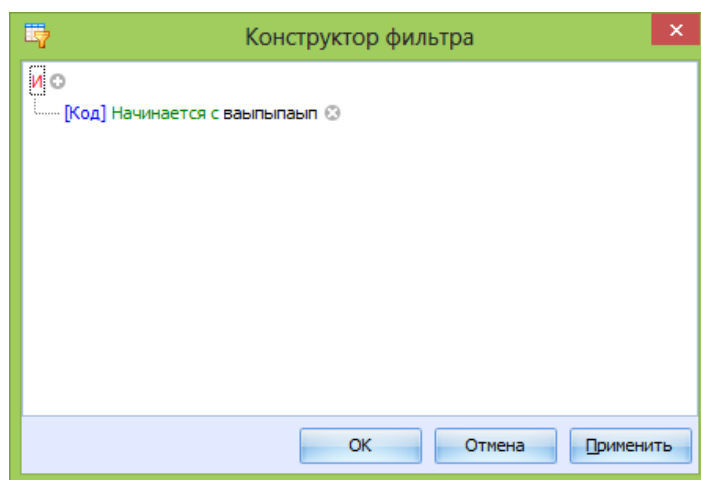 Конструктор фильтра
И
[Код] Начинается с ваыпыпаып
ОК Отмена Применить